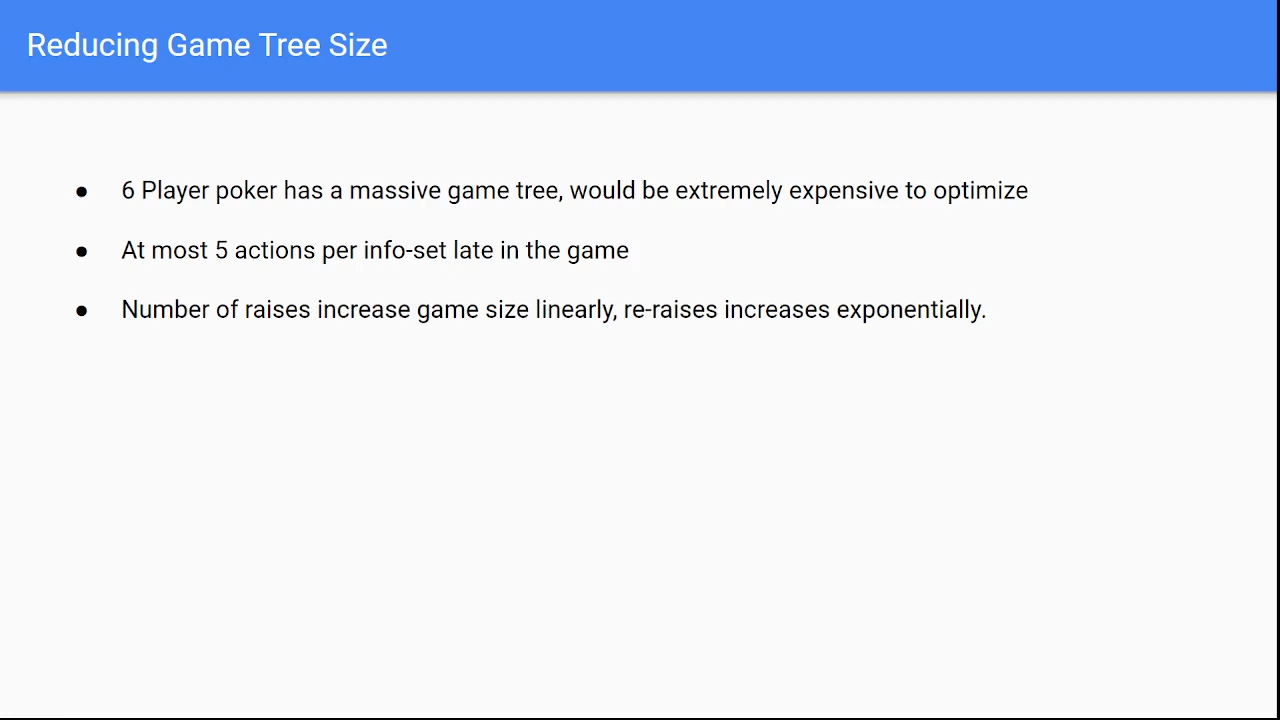 Reducing Game Tree Size
● 6 Player poker has a massive game tree, would be extremely expensive to optimize
● At most 5 actions per info-set late in the game
● Number of raises increase game size linearly, re-raises increases exponentially.